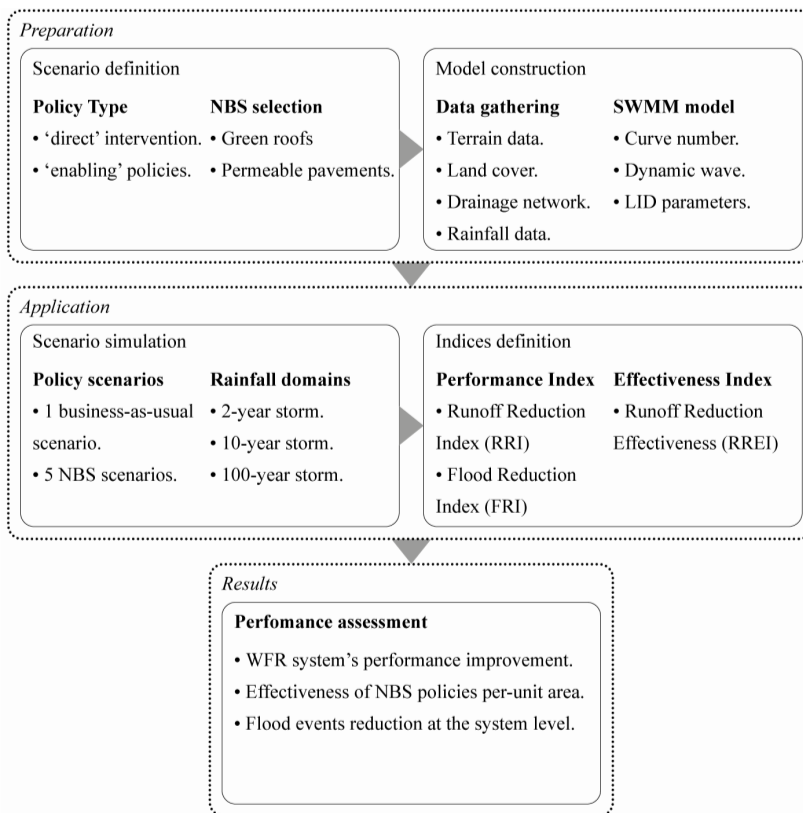 Preparation
Scenario definition
Policy Type
• ‘direct’ intervention.
• ‘enabling’ policies.
NBS selection
• Green roofs
• Permeable pavements.
Model construction
Data gathering
• Terrain data.
• Land cover.
• Drainage network.
• Rainfall data.
SWMM model
• Curve number.
• Dynamic wave.
• LID parameters.
Application
Scenario simulation
Policy scenarios
• 1 business-as-usual
scenario.
• 5 NBS scenarios.
Rainfall domains
• 2-year storm.
• 10-year storm.
• 100-year storm.
Indices definition
Performance Index
• Runoff Reduction
Index (RRI)
• Flood Reduction
Index (FRI)
Effectiveness Index
• Runoff Reduction
Effectiveness (RREI)
Results
Perfomance assessment
• WFR system’s performance improvement.
• Effectiveness of NBS policies per-unit area.
• Flood events reduction at the system level.